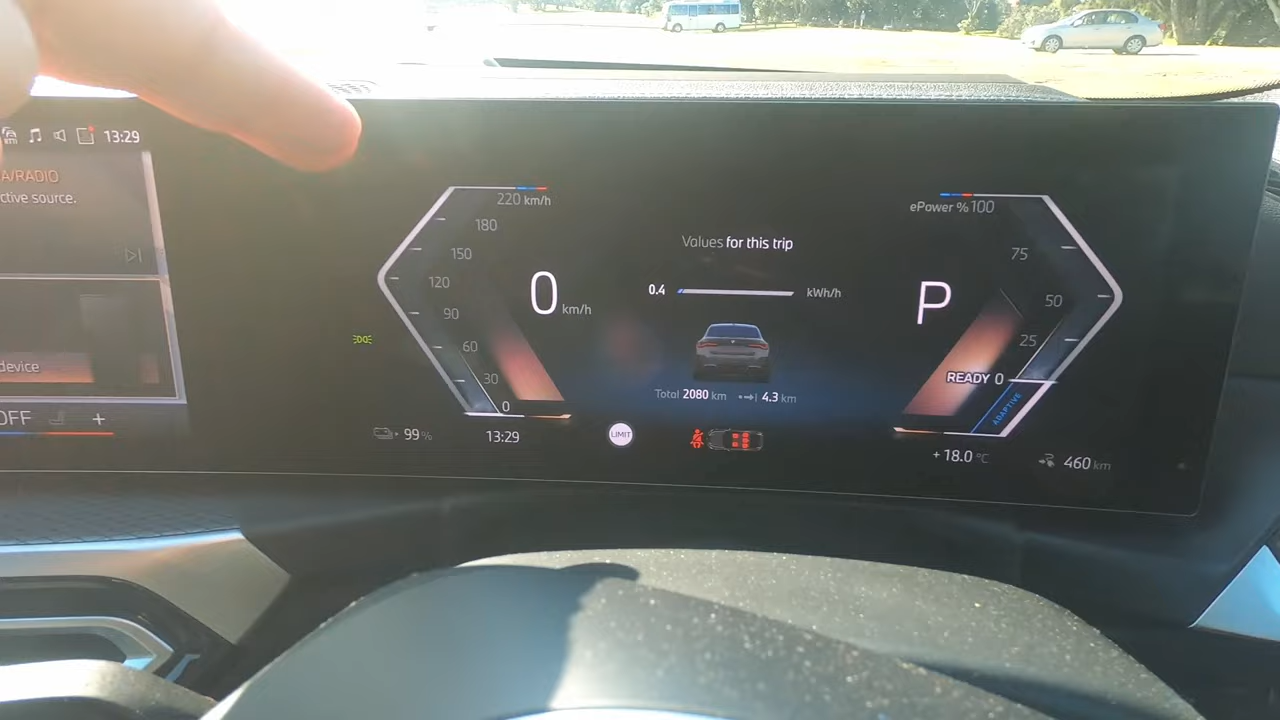 13:29
A/RADIO
ctive source.
device
OFF +
220 km/h
180
150
120
90
60
30
0
0 km/h
Values for this trip
0.4 kWh/h
Total 2080 km 4.3 km
ePower % 100
75
50
25
READY 0
P
ADAPTIVE
99 %
13:29
LIMIT
+18.0 °C
460 km